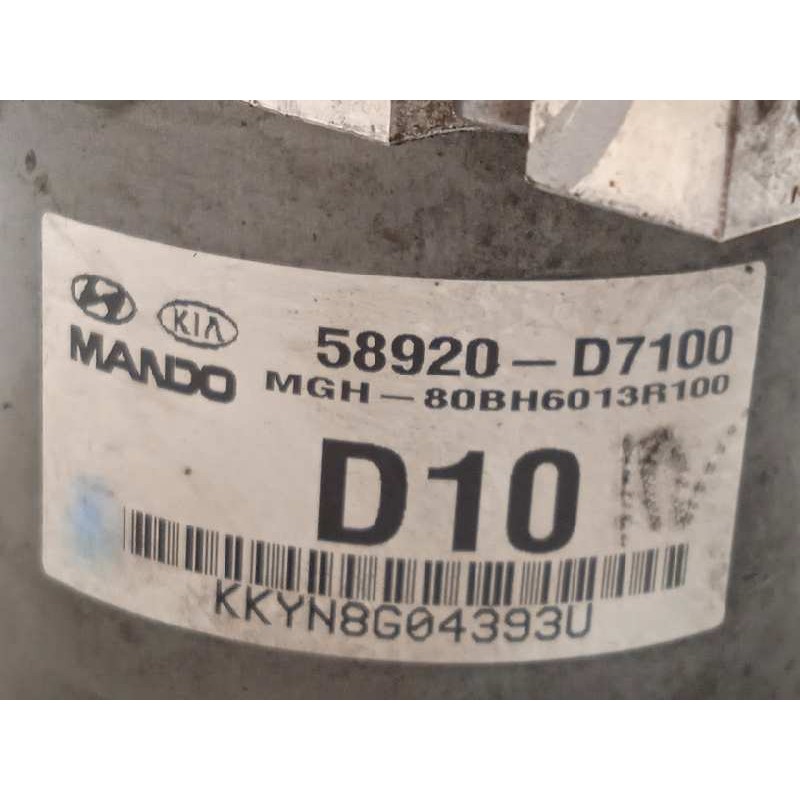 KIA
MANDO
58920-D7100
MGH-80BH6013R100
D10
KKYN8G04393U